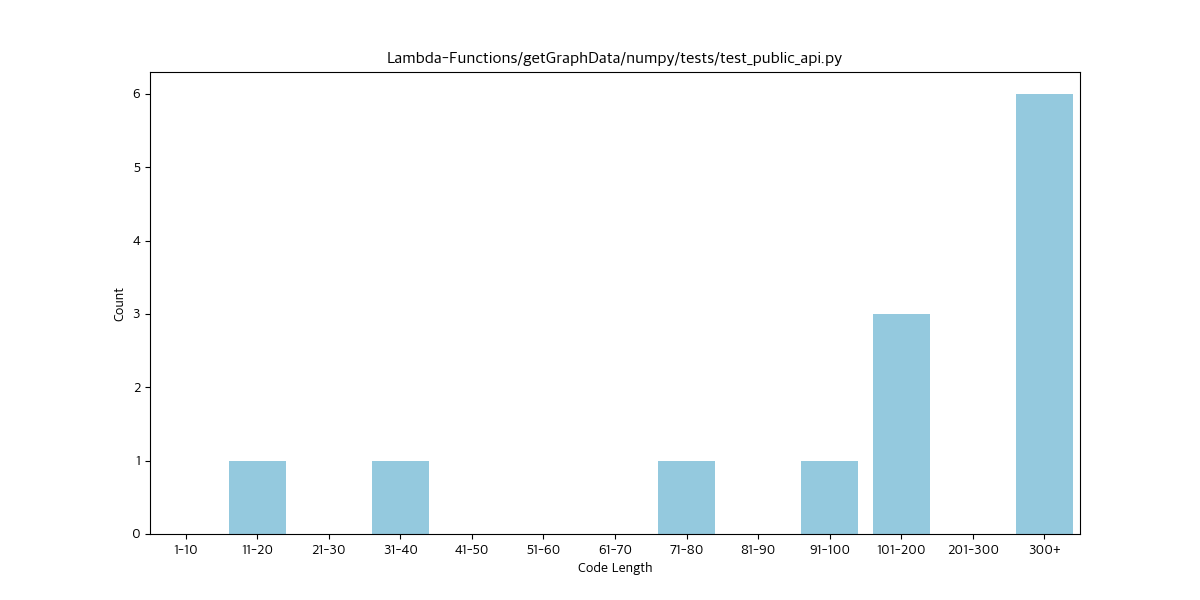 Lambda-Functions/getGraphData/numpy/tests/test_public_api.py
6
5
4
3
2
1
0
Count
1-10 11-20 21-30 31-40 41-50 51-60 61-70 71-80 81-90 91-100 101-200 201-300 300+
Code Length